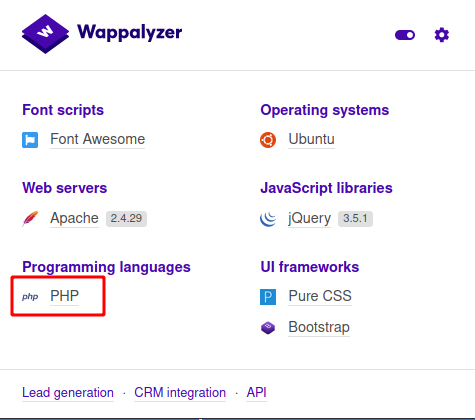 Wappalyzer
Font scripts
Font Awesome
Operating systems
Ubuntu
Web servers
Apache 2.4.29
JavaScript libraries
jQuery 3.5.1
Programming languages
php PHP
UI frameworks
P Pure CSS
Bootstrap
Lead generation · CRM integration · API